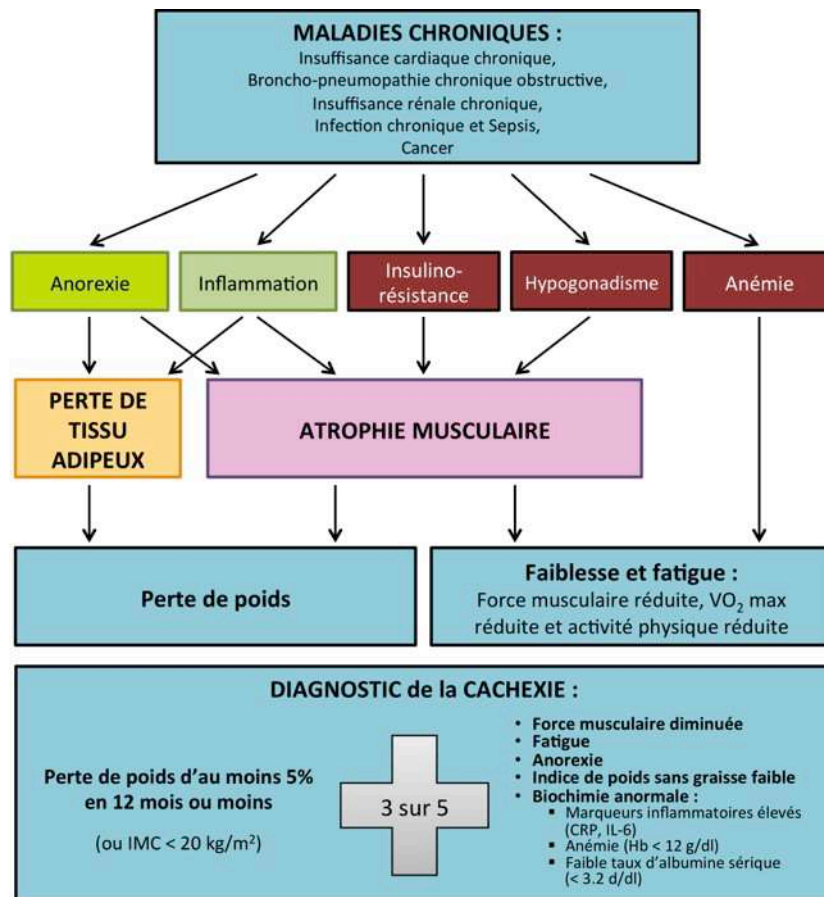 MALADIES CHRONIQUES :
Insuffisance cardiaque chronique,
Broncho-pneumopathie chronique obstructive,
Insuffisance rénale chronique,
Infection chronique et Sepsis,
Cancer
Anorexie
Inflammation
Insulino-
résistance
Hypogonadisme
Anémie
PERTE DE
TISSU
ADIPEUX
ATROPHIE MUSCULAIRE
Perte de poids
Faiblesse et fatigue :
Force musculaire réduite, VO₂ max
réduite et activité physique réduite
DIAGNOSTIC de la CACHEXIE :
Perte de poids d'au moins 5%
en 12 mois ou moins
(ou IMC < 20 kg/m²)
3 sur 5
• Force musculaire diminuée
• Fatigue
• Anorexie
• Indice de poids sans graisse faible
• Biochimie anormale :
▪ Marqueurs inflammatoires élevés
(CRP, IL-6)
▪ Anémie (Hb < 12 g/dl)
▪ Faible taux d'albumine sérique
(< 3.2 d/dl)